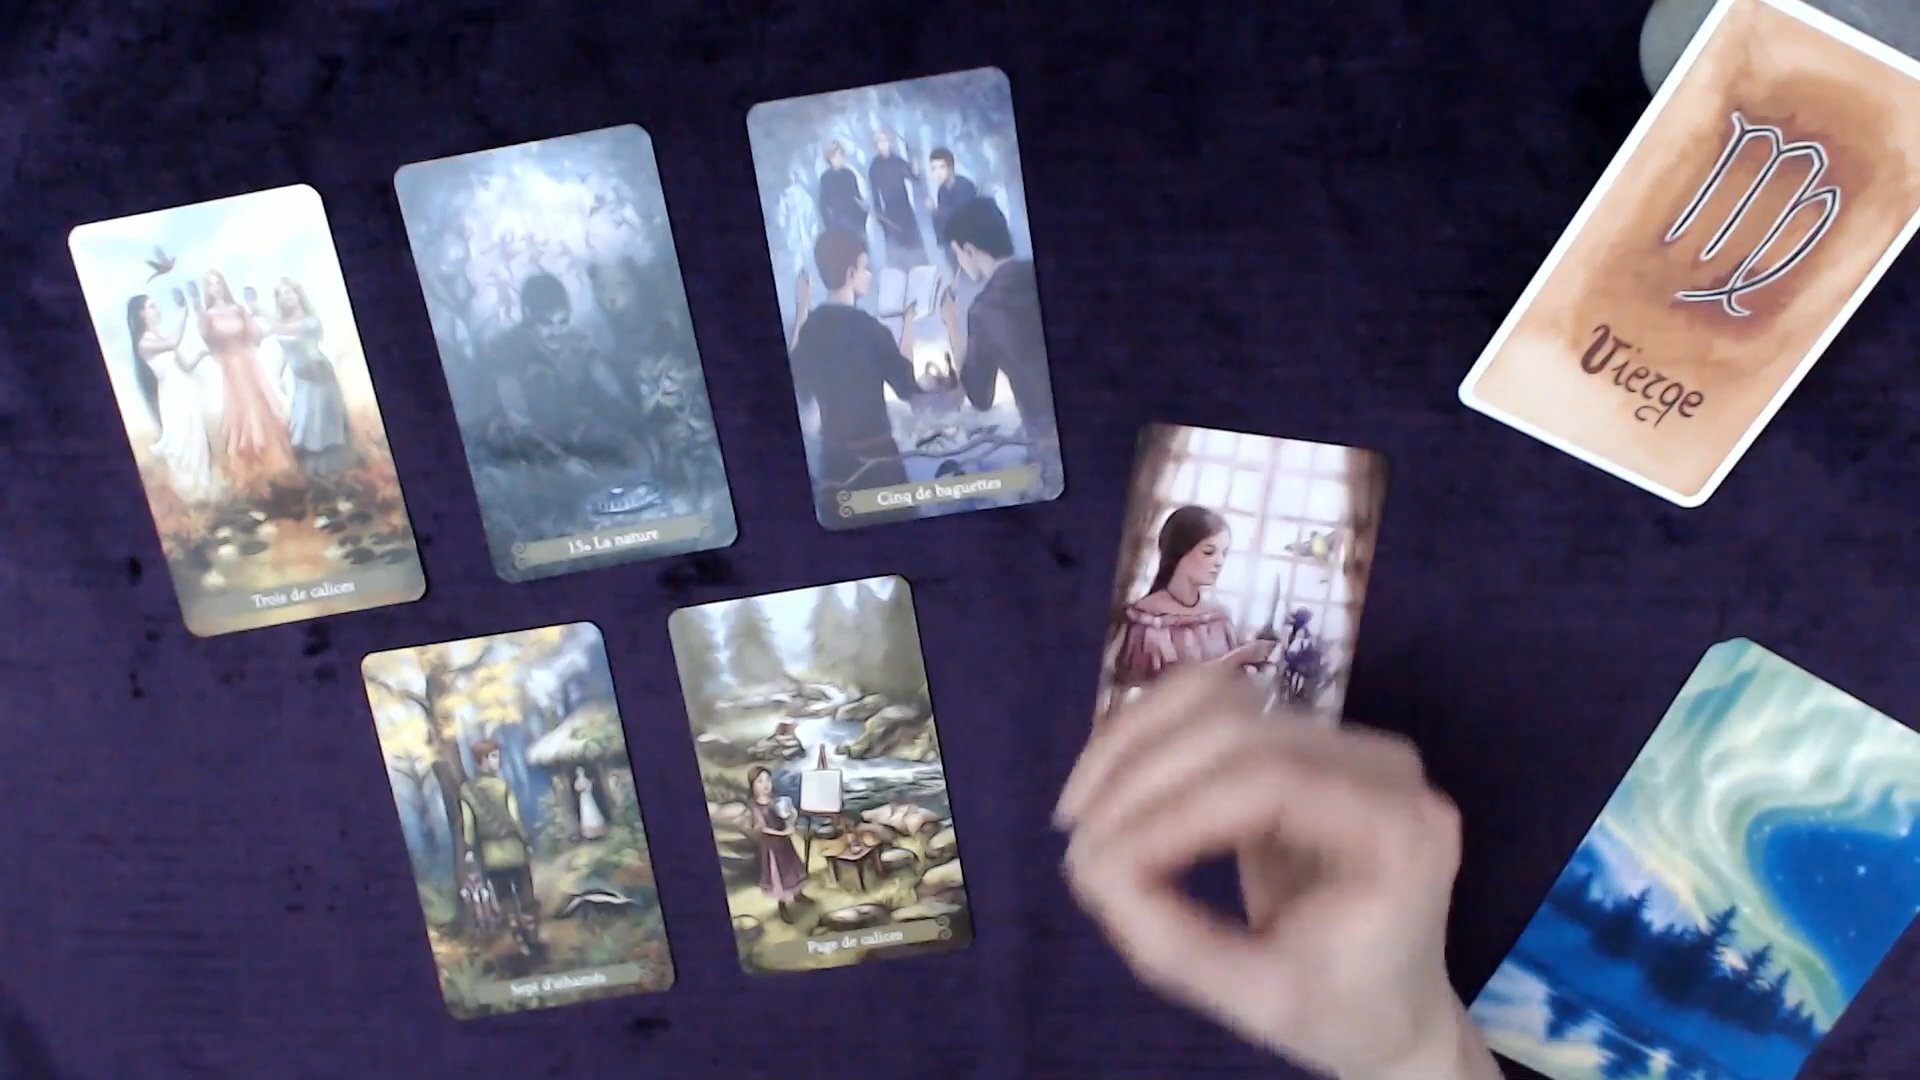 Trois de calices
15. La nature
Cinq de baguettes
Vierge
Sept d'athamés
Page de calices